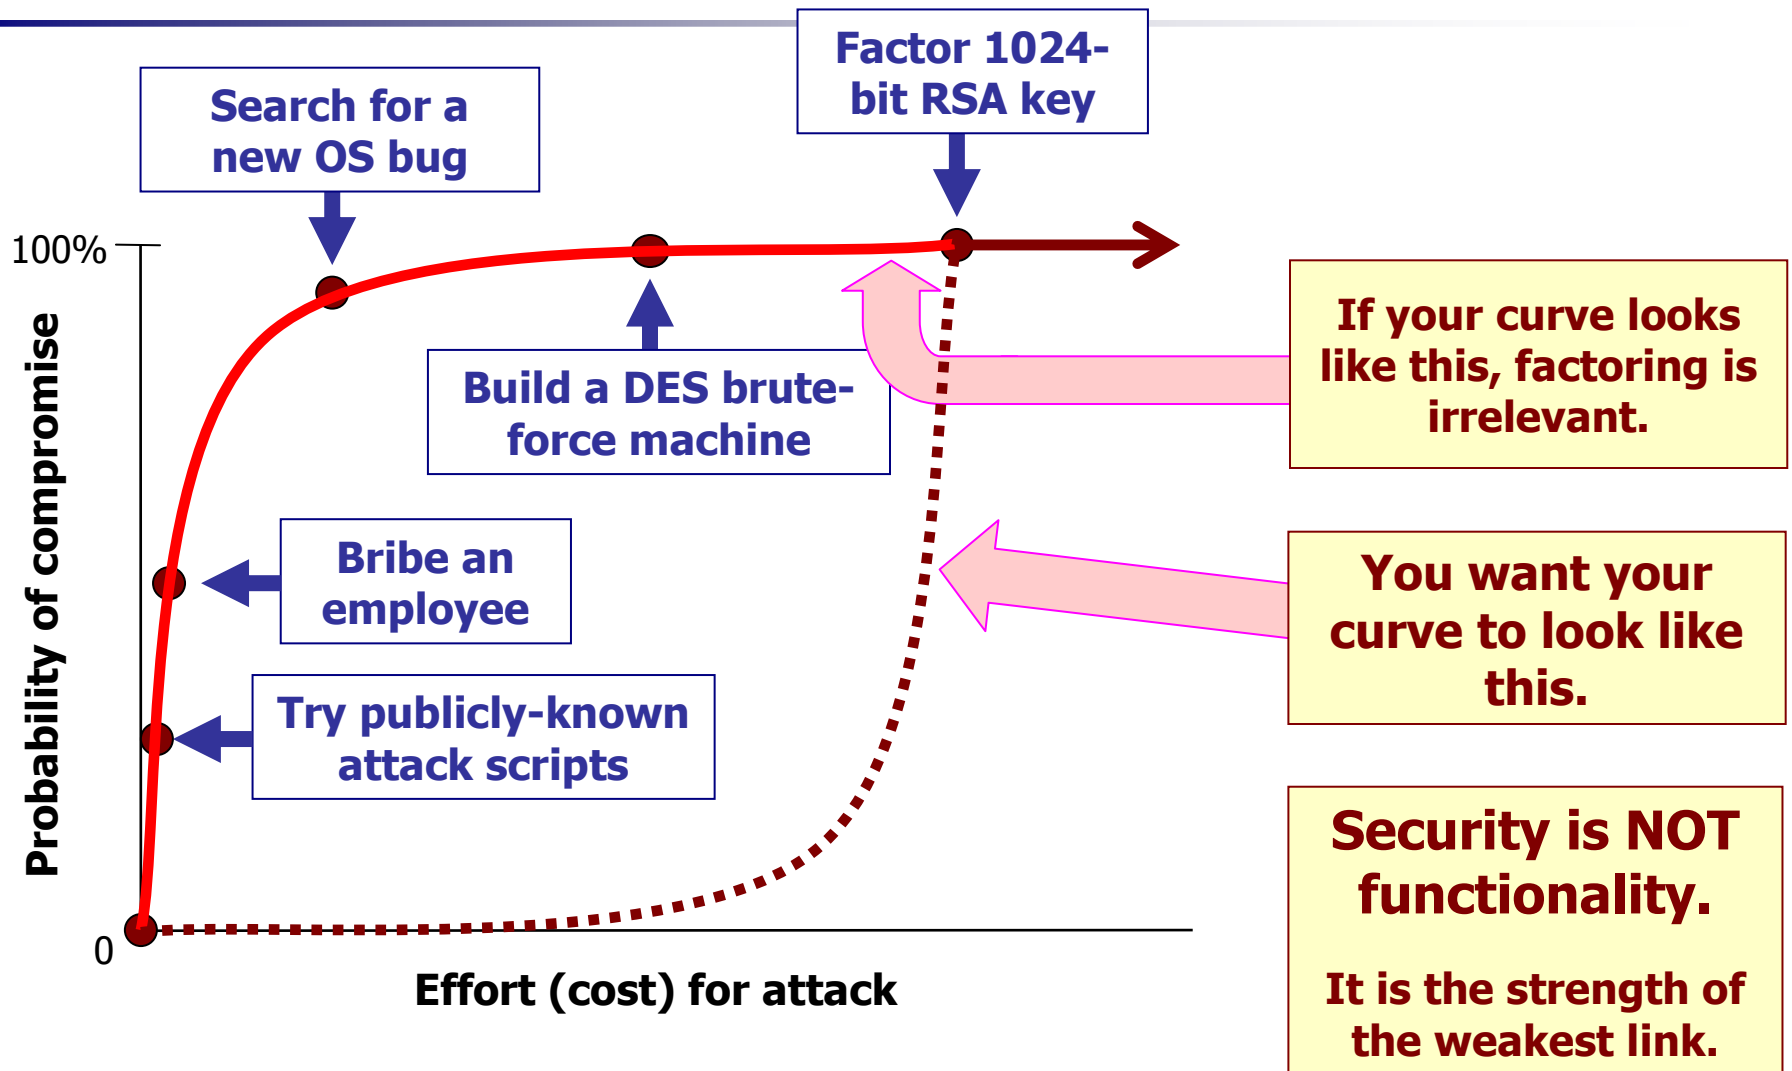 Factor 1024-
bit RSA key
Search for a
new OS bug
100%
If your curve looks
like this, factoring is
irrelevant.
Build a DES brute-
force machine
Probability of compromise
Bribe an
employee
You want your
curve to look like
this.
Try publicly-known
attack scripts
Security is NOT
functionality.
It is the strength of
the weakest link.
0
Effort (cost) for attack